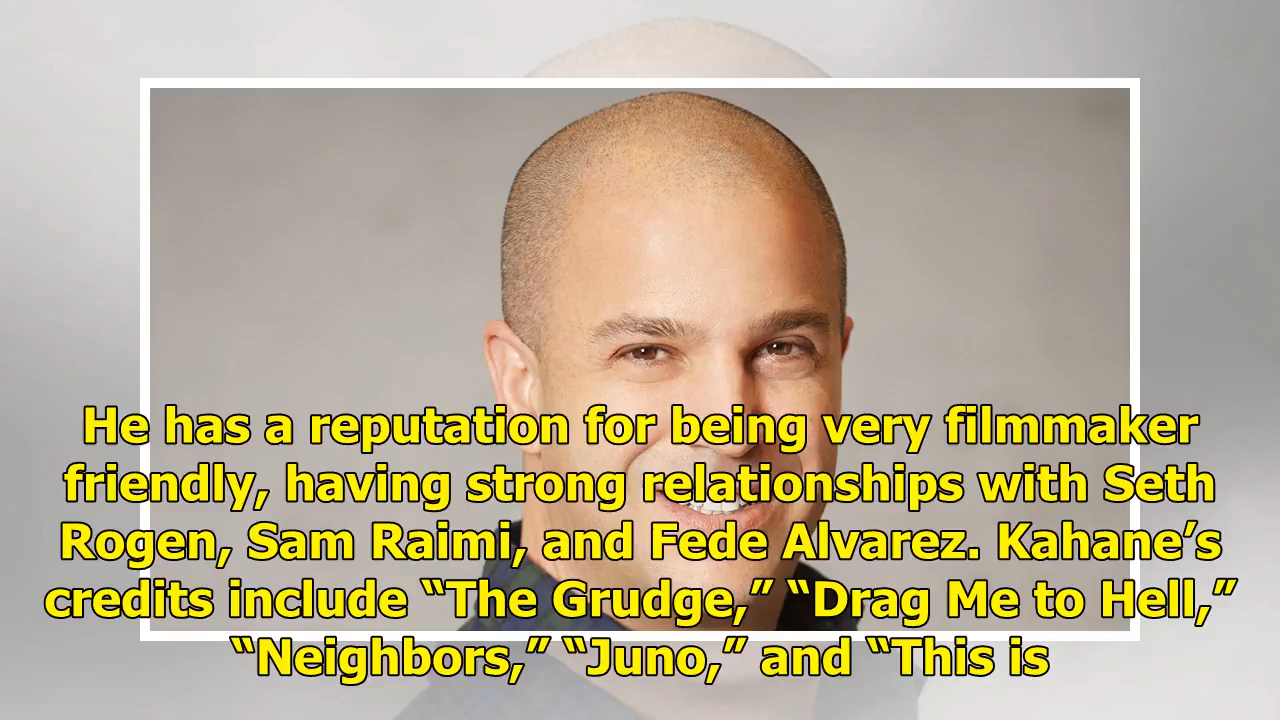 He has a reputation for being very filmmaker
friendly, having strong relationships with Seth
Rogen, Sam Raimi, and Fede Alvarez. Kahane’s
credits include “The Grudge,” “Drag Me to Hell,”
“Neighbors,” “Juno,” and “This is